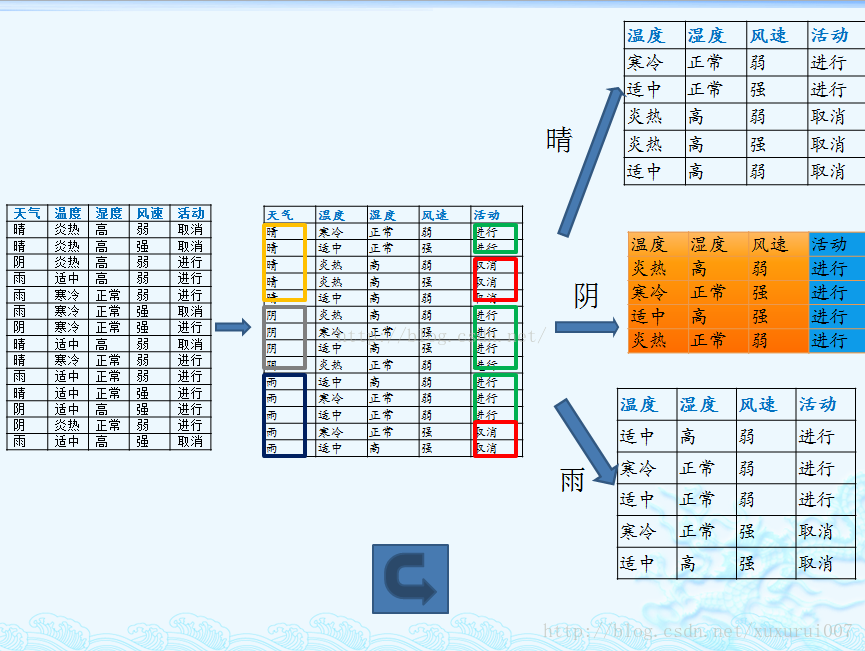 天气 温度 湿度 风速 活动
晴 炎热 高 弱 取消
晴 炎热 高 强 取消
阴 炎热 高 弱 进行
雨 适中 高 弱 进行
雨 寒冷 正常 弱 进行
雨 寒冷 正常 强 取消
阴 寒冷 正常 强 进行
晴 适中 高 弱 取消
晴 寒冷 正常 弱 进行
雨 适中 正常 弱 进行
晴 适中 正常 强 进行
阴 适中 高 强 进行
阴 炎热 正常 弱 进行
雨 适中 高 强 取消
天气 温度 湿度 风速 活动
晴 寒冷 正常 弱 进行
晴 适中 正常 强 进行
晴 炎热 高 弱 取消
晴 炎热 高 强 取消
晴 适中 高 弱 取消
阴 炎热 高 弱 进行
阴 寒冷 正常 强 进行
阴 适中 高 强 进行
阴 炎热 正常 弱 进行
雨 适中 高 弱 进行
雨 寒冷 正常 弱 进行
雨 适中 正常 弱 进行
雨 寒冷 正常 强 取消
雨 适中 高 强 取消
晴
温度 湿度 风速 活动
寒冷 正常 弱 进行
适中 正常 强 进行
炎热 高 弱 取消
炎热 高 强 取消
适中 高 弱 取消
阴
温度 湿度 风速 活动
炎热 高 弱 进行
寒冷 正常 强 进行
适中 高 强 进行
炎热 正常 弱 进行
雨
温度 湿度 风速 活动
适中 高 弱 进行
寒冷 正常 弱 进行
适中 正常 弱 进行
寒冷 正常 强 取消
适中 高 强 取消
http://blog.csdn.net/
http://blog.csdn.net/xuxurui007